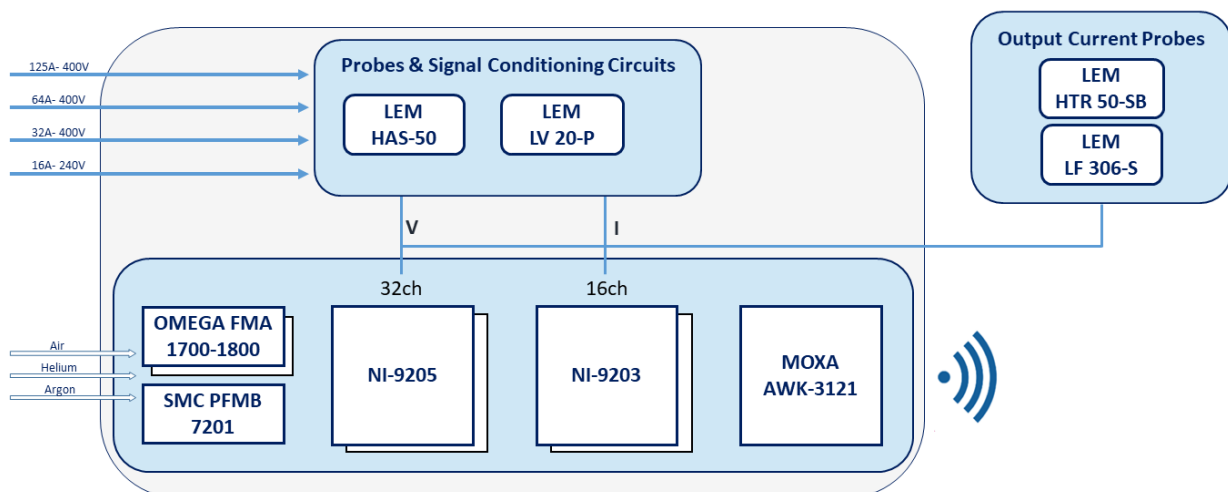 125A- 400V
64A- 400V
32A- 400V
16A- 240V
Probes & Signal Conditioning Circuits
LEM
HAS-50
LEM
LV 20-P
Output Current Probes
LEM
HTR 50-SB
LEM
LF 306-S
V
I
32ch
16ch
Air
Helium
Argon
OMEGA FMA
1700-1800
SMC PFMB
7201
NI-9205
NI-9203
MOXA
AWK-3121